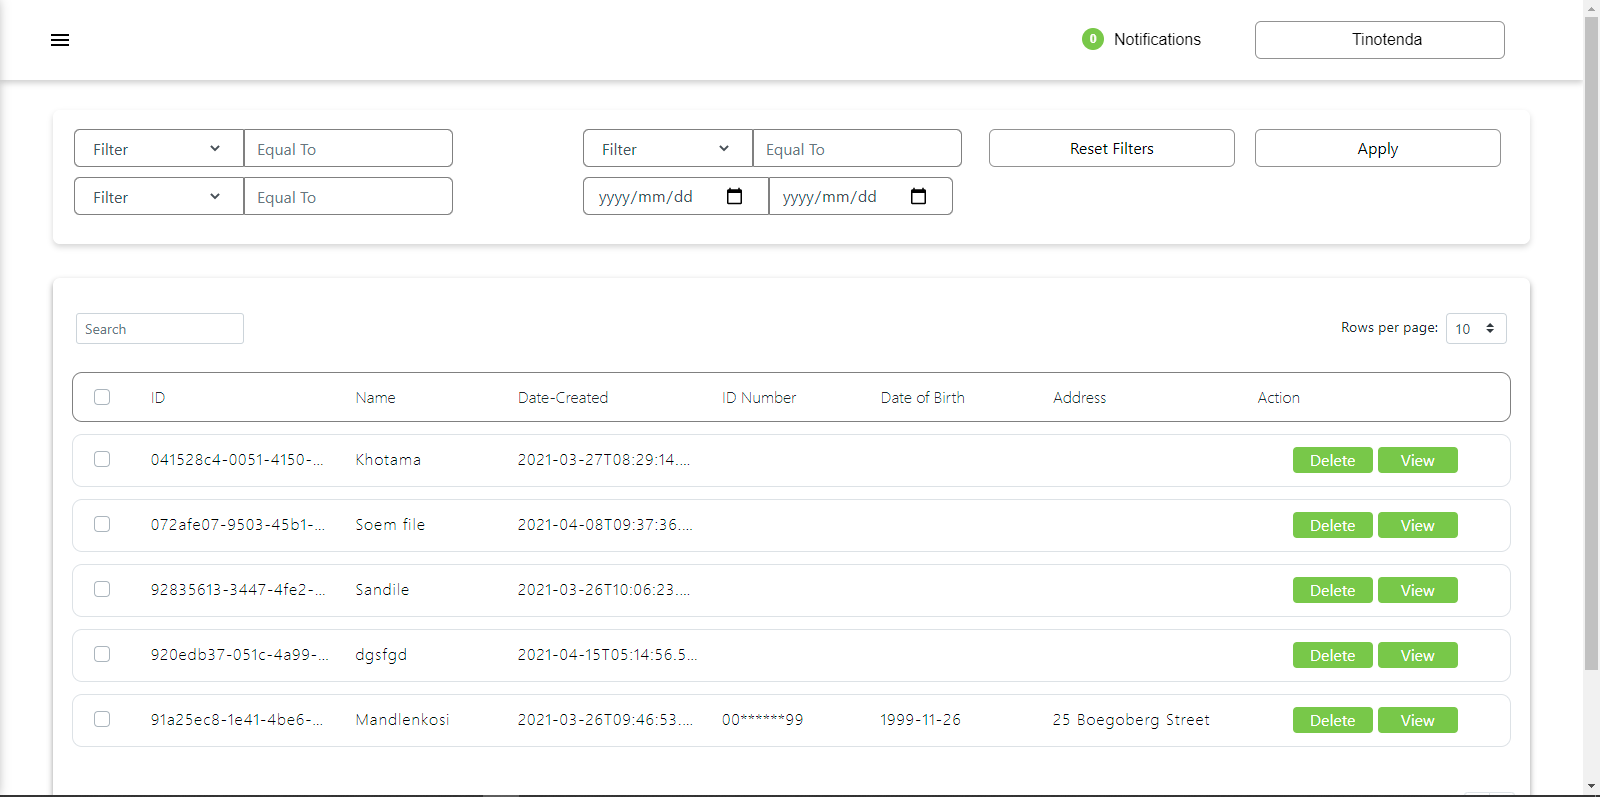 0 Notifications Tinotenda
Filter Equal To Filter Equal To Reset Filters Apply
Filter Equal To yyyy/mm/dd yyyy/mm/dd
Search Rows per page: 10
ID Name Date-Created ID Number Date of Birth Address Action
041528c4-0051-4150-... Khotama 2021-03-27T08:29:14.... Delete View
072afe07-9503-45b1-... Soem file 2021-04-08T09:37:36.... Delete View
92835613-3447-4fe2-... Sandile 2021-03-26T10:06:23.... Delete View
920edb37-051c-4a99-... dgsfgd 2021-04-15T05:14:56.5... Delete View
91a25ec8-1e41-4be6-... Mandlenkosi 2021-03-26T09:46:53.... 00******99 1999-11-26 25 Boegoberg Street Delete View